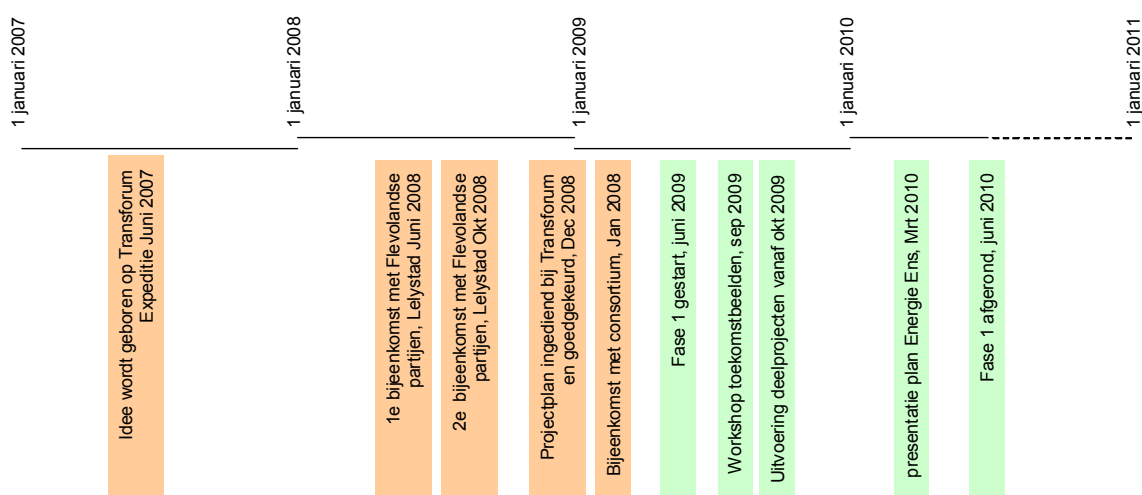 1 januari 2007
1 januari 2008
1 januari 2009
1 januari 2010
1 januari 2011
Idee wordt geboren op Transforum
Expeditie Juni 2007
1e bijeenkomst met Flevolandse
partijen, Lelystad Juni 2008
2e bijeenkomst met Flevolandse
partijen, Lelystad Okt 2008
Projectplan ingediend bij Transforum
en goedgekeurd, Dec 2008
Bijeenkomst met consortium, Jan 2008
Fase 1 gestart, juni 2009
Workshop toekomstbeelden, sep 2009
Uitvoering deelprojecten vanaf okt 2009
presentatie plan Energie Ens, Mrt 2010
Fase 1 afgerond, juni 2010